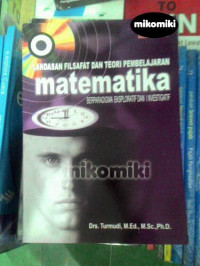 mikomiki
LANDASAN FILSAFAT DAN TEORI PEMBELAJARAN
matematika
BERPARADIGMA EKSPLORATIF DAN INVESTIGATIF
mikomiki
Drs. Turmudi, M.Ed., M.Sc., Ph.D.